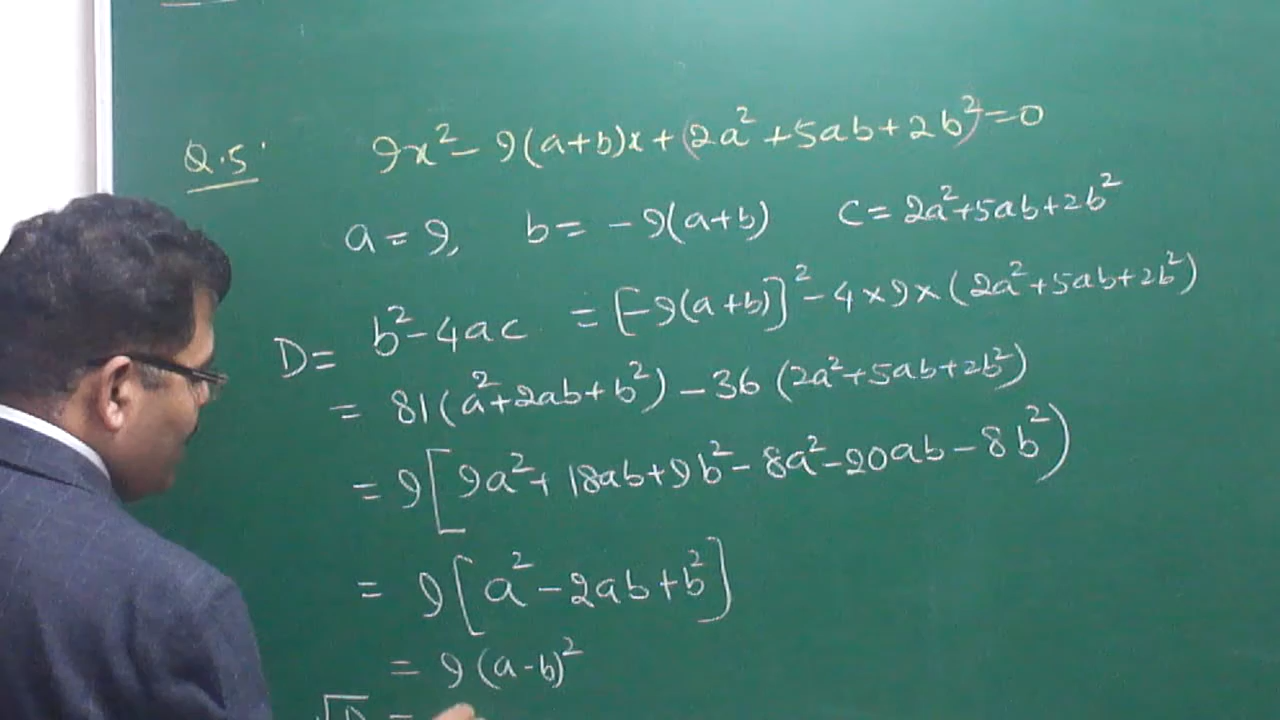 Q.5. 9x² - 9(a+b)x + (2a² + 5ab + 2b²) = 0
a = 9, b = -9(a+b) C = 2a²+5ab+2b²
D = b² - 4ac = [-9(a+b)]² - 4×9×(2a²+5ab+2b²)
= 81(a²+2ab+b²) - 36(2a²+5ab+2b²)
= 9[9a² + 18ab + 9b² - 8a² - 20ab - 8b²)
= 9[a² - 2ab + b²]
= 9(a-b)²
√D =